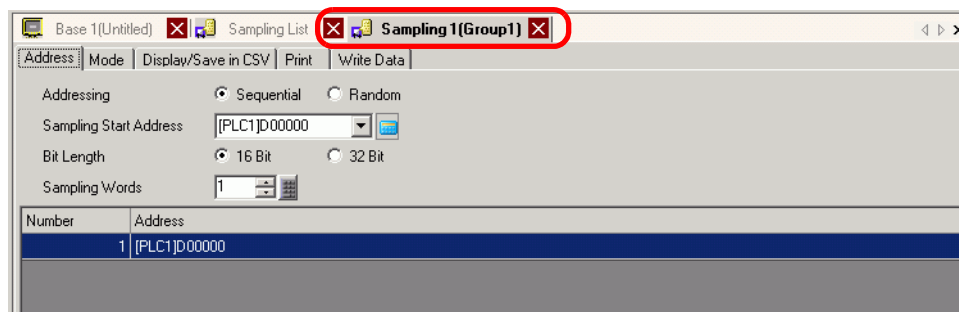 Base 1(Untitled) Sampling List Sampling 1(Group1)
Address Mode Display/Save in CSV Print Write Data
Addressing Sequential Random
Sampling Start Address [PLC1]D00000
Bit Length 16 Bit 32 Bit
Sampling Words 1
Number Address
1 [PLC1]D00000